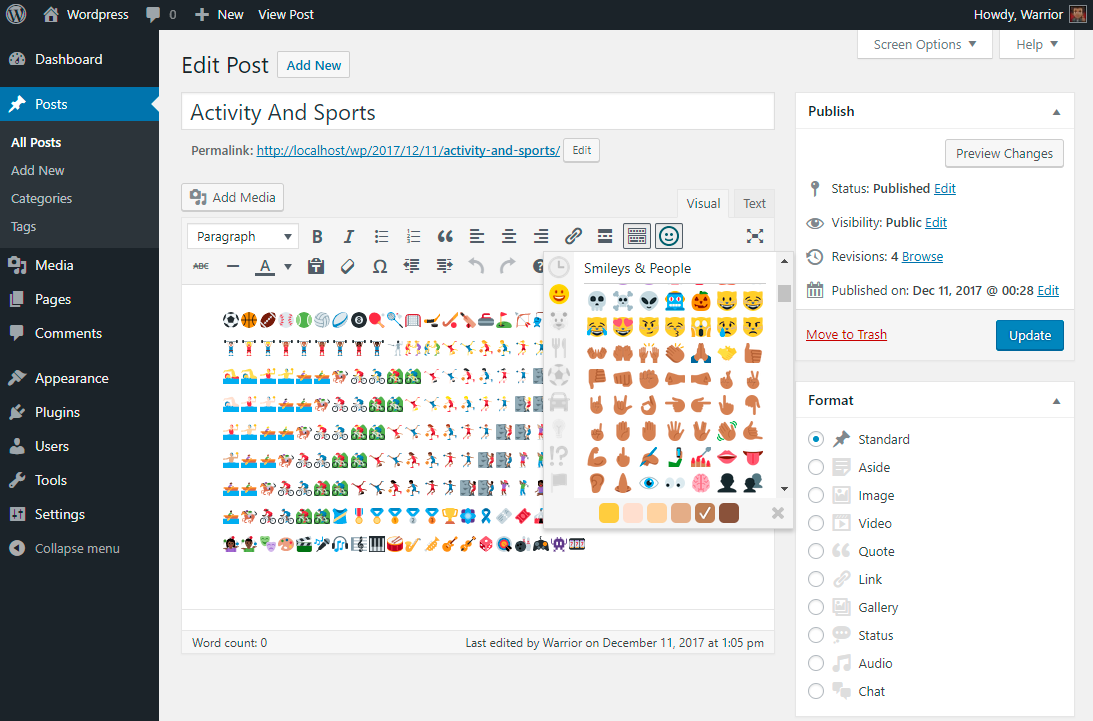 Wordpress 0 New View Post Howdy, Warrior
Screen Options Help
Dashboard
Posts
All Posts
Add New
Categories
Tags
Media
Pages
Comments
Appearance
Plugins
Users
Tools
Settings
Collapse menu
Edit Post Add New
Activity And Sports
Permalink: http://localhost/wp/2017/12/11/activity-and-sports/ Edit
Add Media
Visual Text
Paragraph B I
ABC A Ω
Smileys & People
Word count: 0 Last edited by Warrior on December 11, 2017 at 1:05 pm
Publish
Preview Changes
Status: Published Edit
Visibility: Public Edit
Revisions: 4 Browse
Published on: Dec 11, 2017 @ 00:28 Edit
Move to Trash Update
Format
Standard
Aside
Image
Video
Quote
Link
Gallery
Status
Audio
Chat